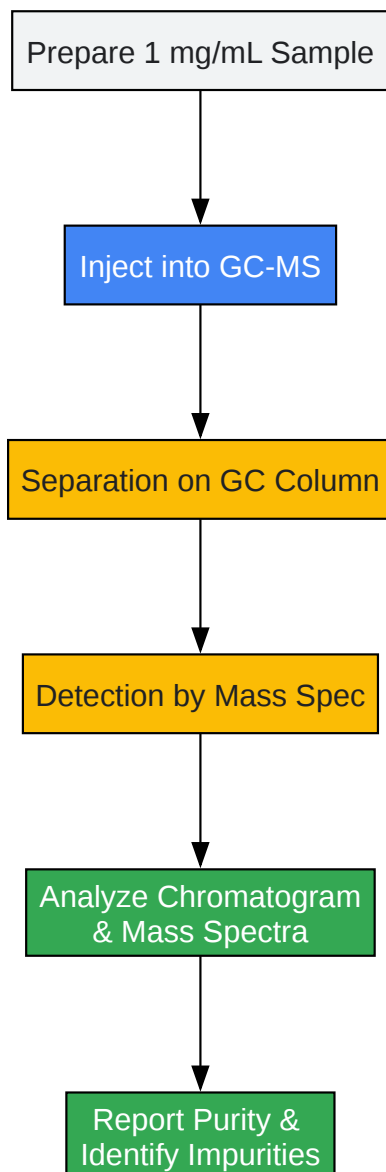 Prepare 1 mg/mL Sample
Inject into GC-MS
Separation on GC Column
Detection by Mass Spec
Analyze Chromatogram
& Mass Spectra
Report Purity &
Identify Impurities